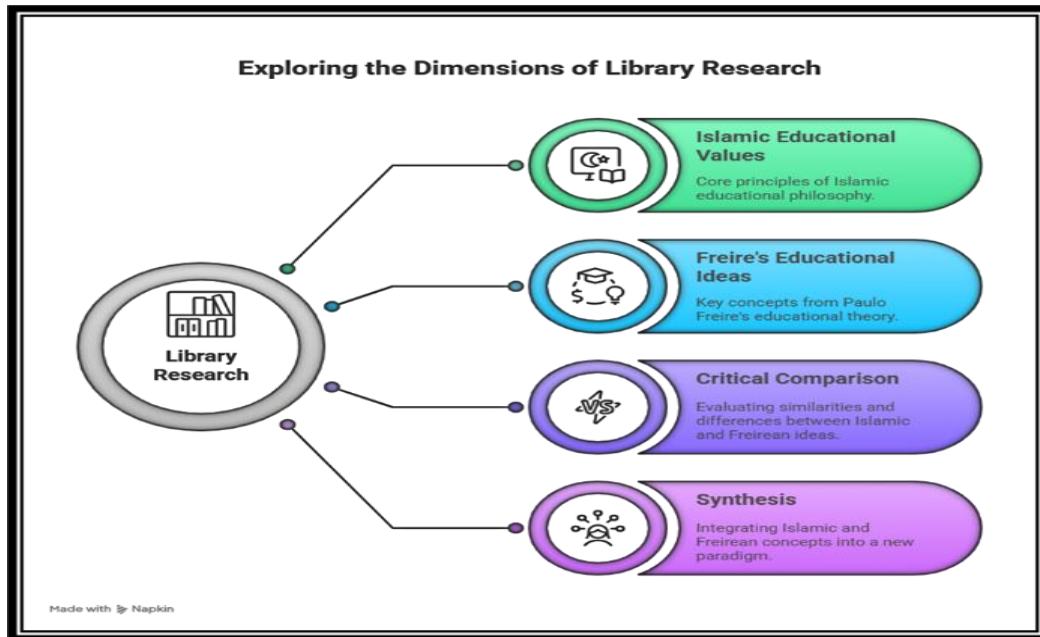 Exploring the Dimensions of Library Research
Islamic Educational
Values
Core principles of Islamic
educational philosophy.
Freire's Educational
Ideas
Key concepts from Paulo
Freire's educational theory.
$
Library
Research
Critical Comparison
Evaluating similarities and
differences between Islamic
and Freirean ideas.
VS
Synthesis
Integrating Islamic and
Freirean concepts into a new
paradigm.
Made with Napkin